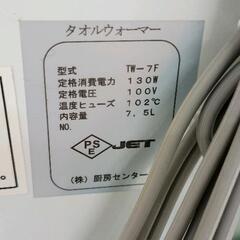 タオルウォーマー
型式 TW-7F
定格消費電力 130W
定格電圧 100V
温度ヒューズ 102℃
内容量 7.5L
NO.
PS
E
JET
(株)厨房センター